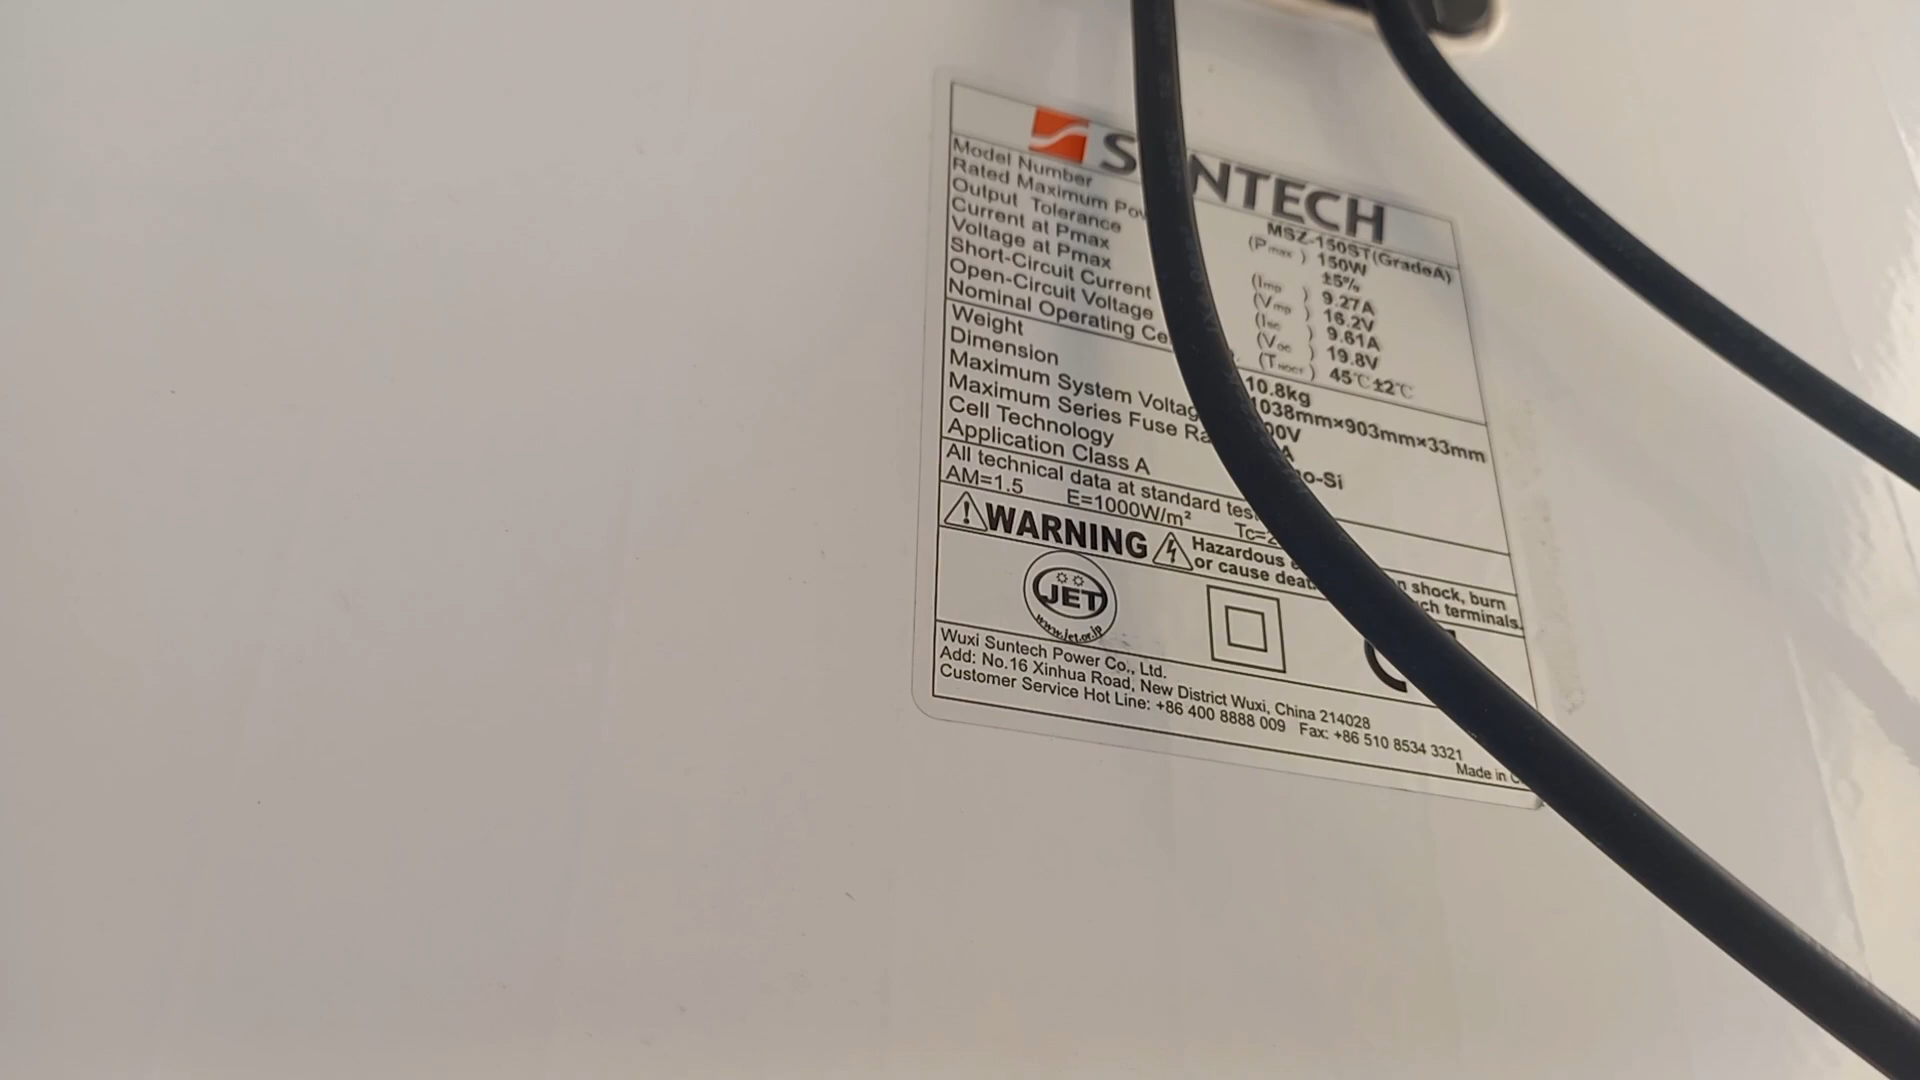 SUNTECH
Model Number MSZ-150ST(GradeA)
Rated Maximum Pow (Pmax) 150W
Output Tolerance ±5%
Current at Pmax (Imp) 9.27A
Voltage at Pmax (Vmp) 16.2V
Short-Circuit Current (Isc) 9.61A
Open-Circuit Voltage (Voc) 19.8V
Nominal Operating Ce (TNOCT) 45℃±2℃
Weight 10.8kg
Dimension 1038mm×903mm×33mm
Maximum System Voltag 00V
Maximum Series Fuse Ra A
Cell Technology o-Si
Application Class A
All technical data at standard tes
AM=1.5 E=1000W/m² Tc=2
WARNING Hazardous n shock, burn
or cause deat ch terminals.
JET
www.jet.or.jp
Wuxi Suntech Power Co., Ltd.
Add: No.16 Xinhua Road, New District Wuxi, China 214028
Customer Service Hot Line: +86 400 8888 009 Fax: +86 510 8534 3321
Made in C